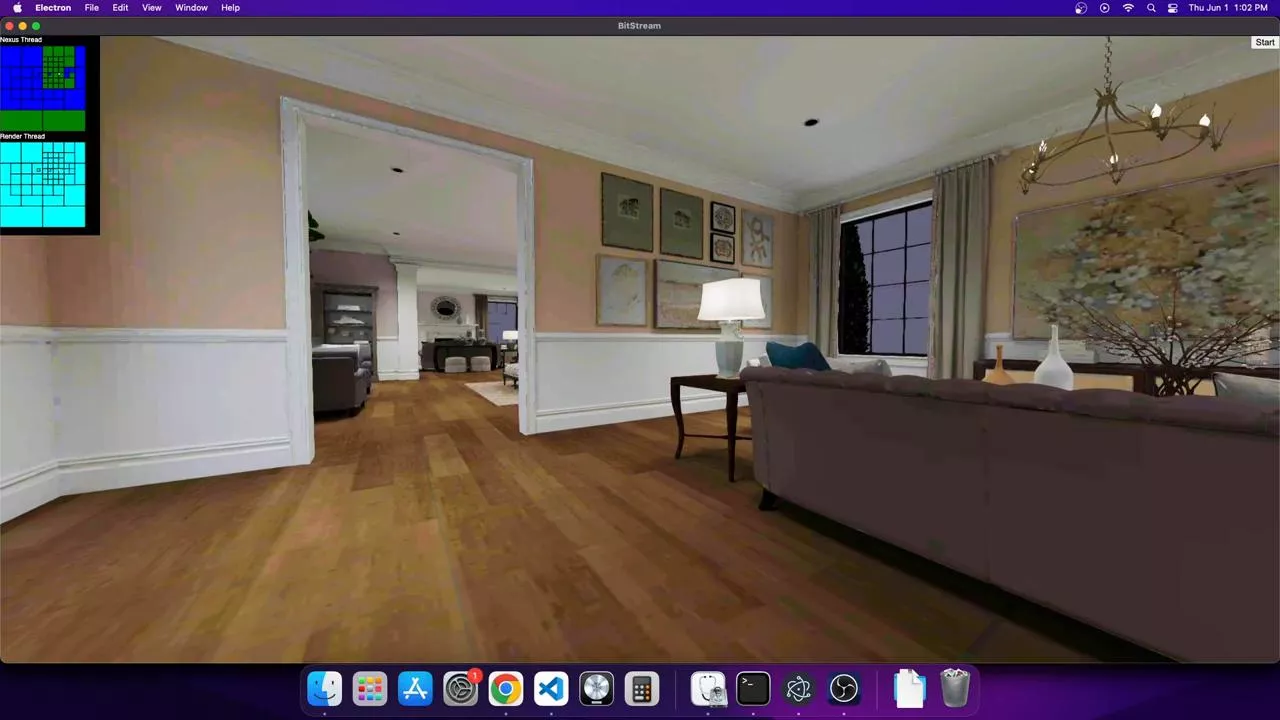 Electron File Edit View Window Help Thu Jun 1 1:02 PM
BitStream
Nexus Thread
Start
Render Thread
1
>_